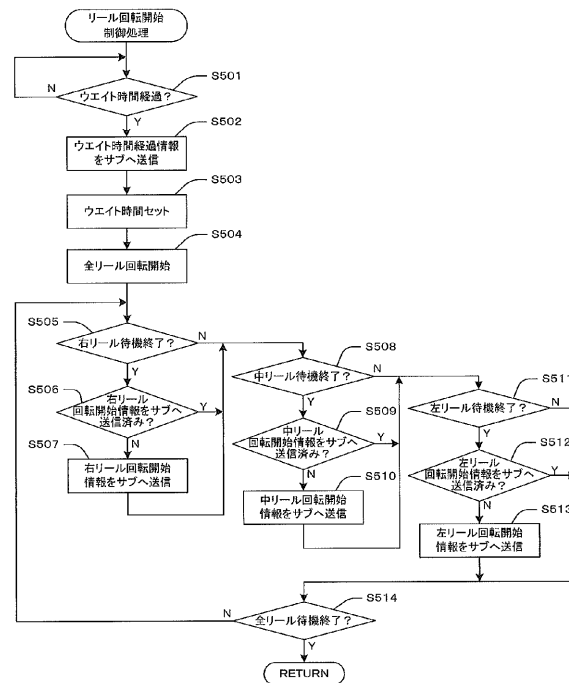 リール回転開始
制御処理
S501
ウエイト時間経過？
N
Y
S502
ウエイト時間経過情報
をサブへ送信
S503
ウエイト時間セット
S504
全リール回転開始
S505
右リール待機終了？
N
Y
S506
右リール
回転開始情報をサブへ
送信済み？
Y
N
S507
右リール回転開始
情報をサブへ送信
S508
中リール待機終了？
N
Y
S509
中リール
回転開始情報をサブへ
送信済み？
Y
N
S510
中リール回転開始
情報をサブへ送信
S511
左リール待機終了？
N
Y
S512
左リール
回転開始情報をサブへ
送信済み？
Y
N
S513
左リール回転開始
情報をサブへ送信
S514
全リール待機終了？
N
Y
RETURN